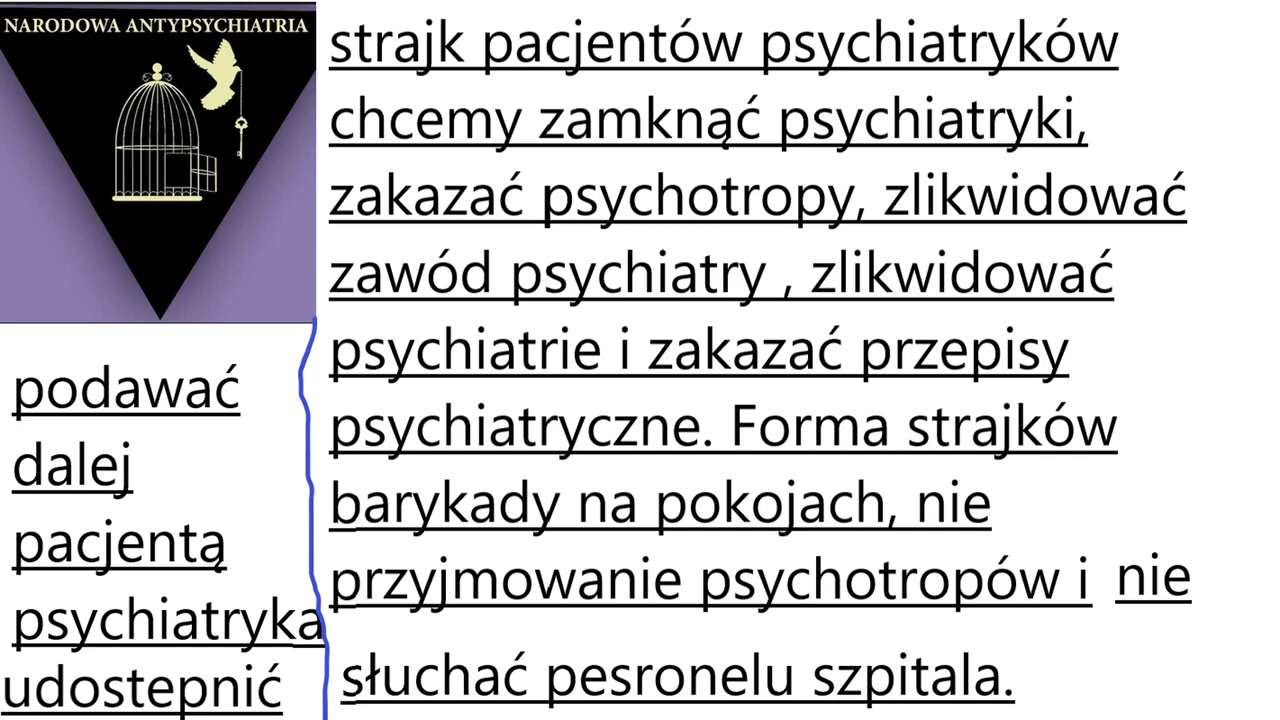 NARODOWA ANTYPSYCHIATRIA
strajk pacjentów psychiatryków
chcemy zamknąć psychiatryki,
zakazać psychotropy, zlikwidować
zawód psychiatry , zlikwidować
psychiatrie i zakazać przepisy
psychiatryczne. Forma strajków
barykady na pokojach, nie
przyjmowanie psychotropów i nie
słuchać pesronelu szpitala.
podawać
dalej
pacjentą
psychiatryka
udostepnić